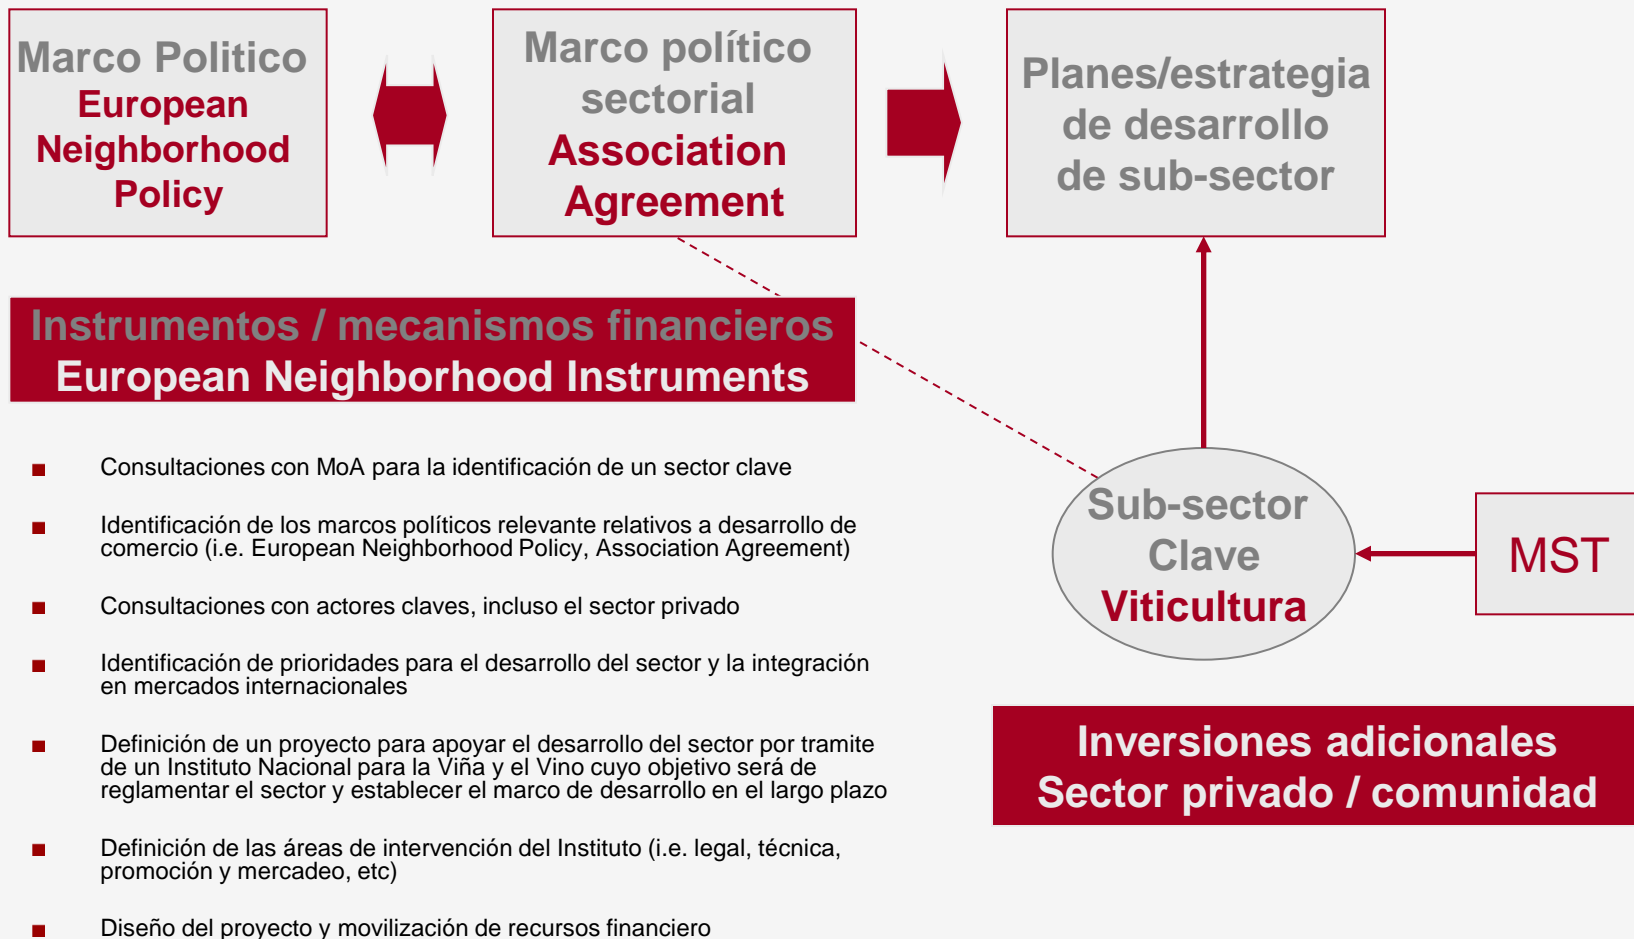 Marco Politico
European
Neighborhood
Policy
Marco político
sectorial
Association
Agreement
Planes/estrategia
de desarrollo
de sub-sector
Instrumentos / mecanismos financieros
European Neighborhood Instruments
Consultaciones con MoA para la identificación de un sector clave
Identificación de los marcos políticos relevante relativos a desarrollo de
comercio (i.e. European Neighborhood Policy, Association Agreement)
Consultaciones con actores claves, incluso el sector privado
Identificación de prioridades para el desarrollo del sector y la integración
en mercados internacionales
Definición de un proyecto para apoyar el desarrollo del sector por tramite
de un Instituto Nacional para la Viña y el Vino cuyo objetivo será de
reglamentar el sector y establecer el marco de desarrollo en el largo plazo
Definición de las áreas de intervención del Instituto (i.e. legal, técnica,
promoción y mercadeo, etc)
Diseño del proyecto y movilización de recursos financiero
Sub-sector
Clave
Viticultura
MST
Inversiones adicionales
Sector privado / comunidad